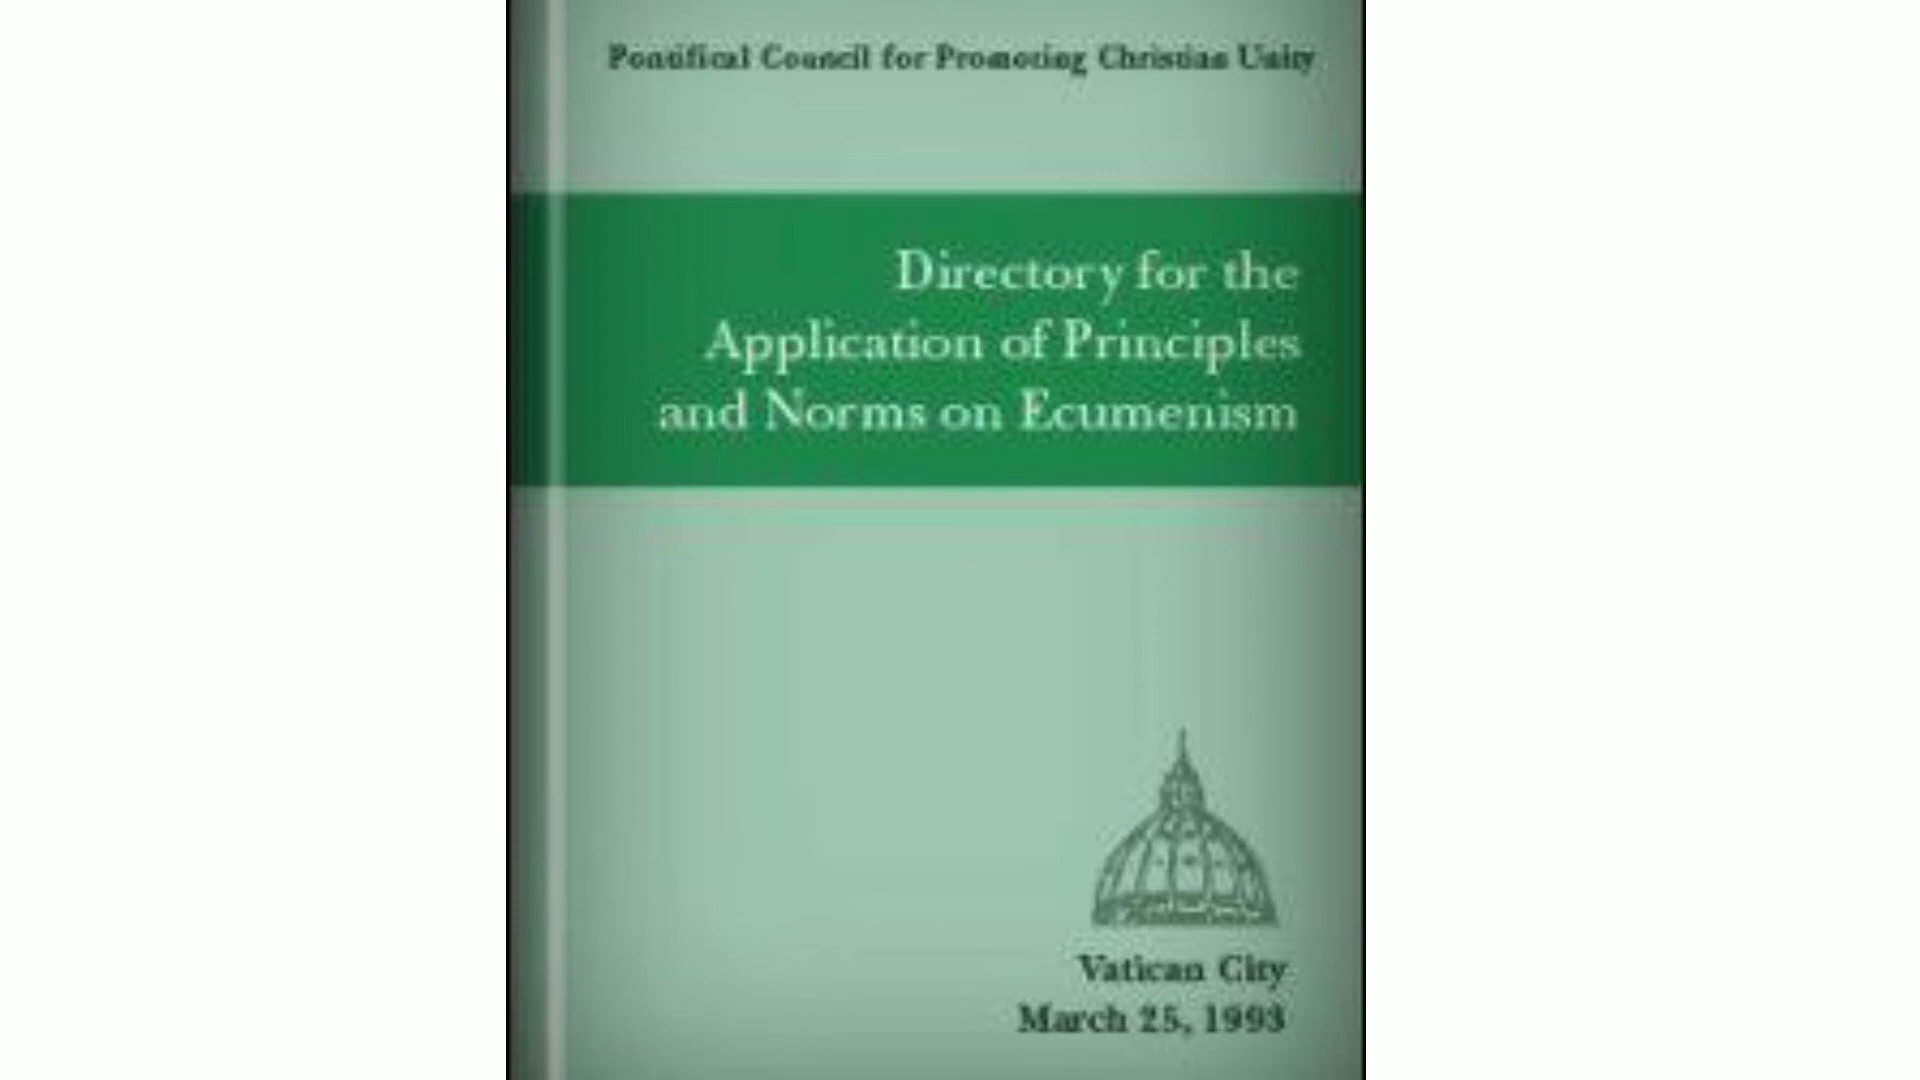 Pontifical Council for Promoting Christian Unity
Directory for the
Application of Principles
and Norms on Ecumenism
Vatican City
March 25, 1993